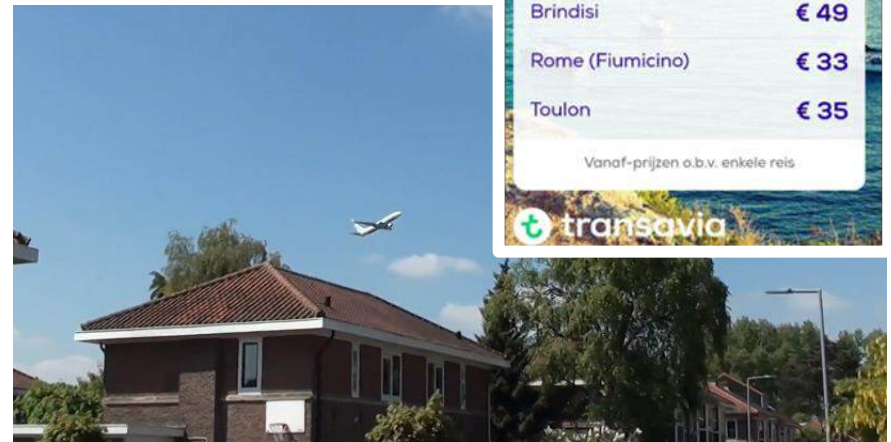 Brindisi € 49
Rome (Fiumicino) € 33
Toulon € 35
Vanaf-prijzen o.b.v. enkele reis
transavia